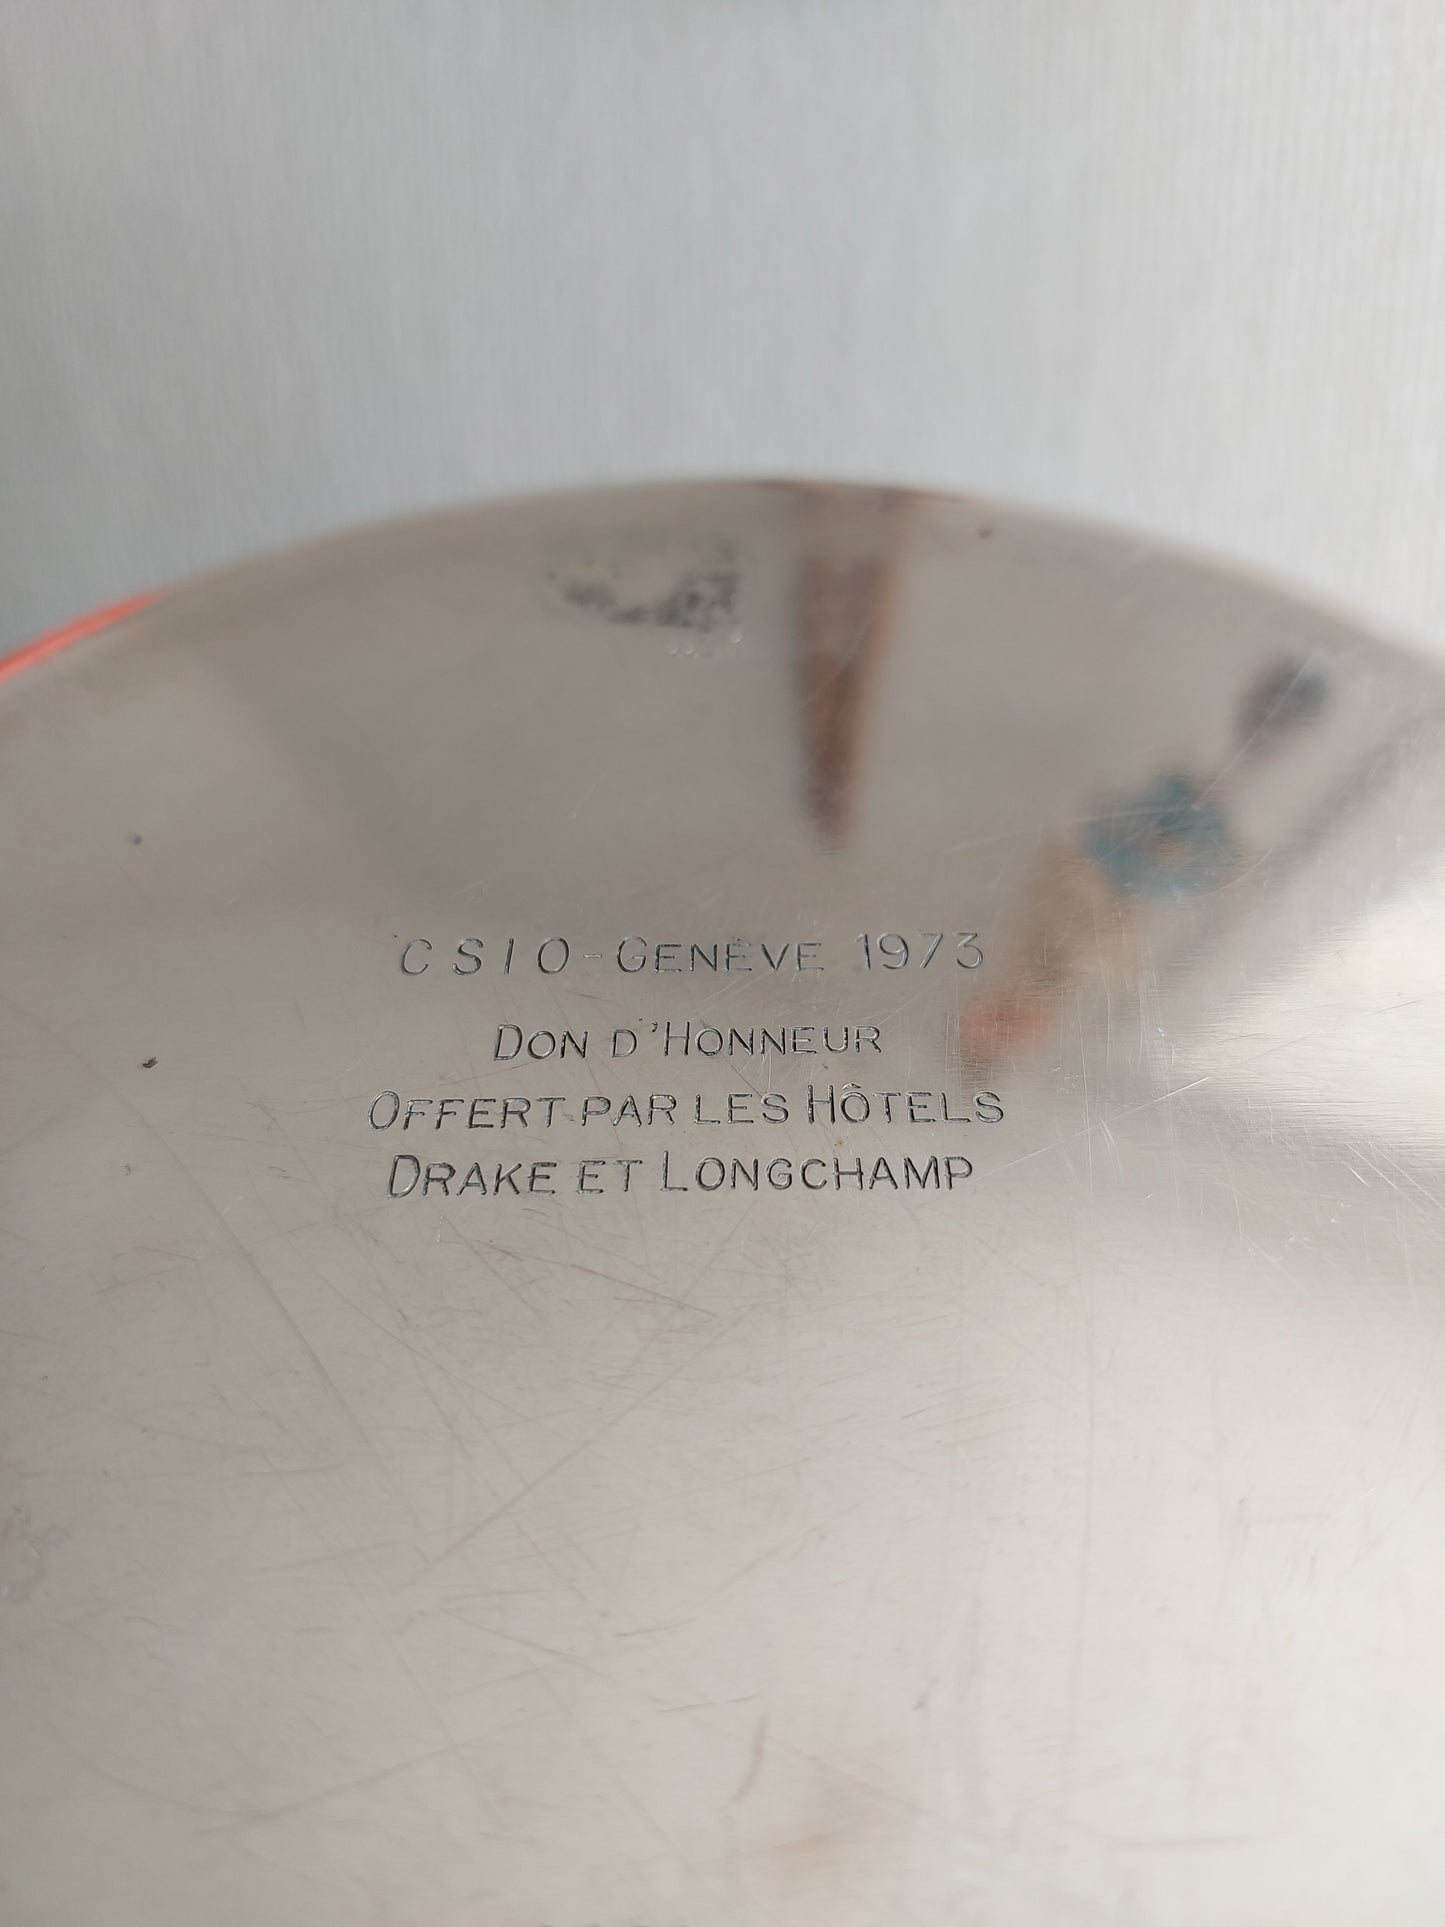 CSIO-GENÈVE 1973
DON D'HONNEUR
OFFERT PAR LES HÔTELS
DRAKE ET LONGCHAMP